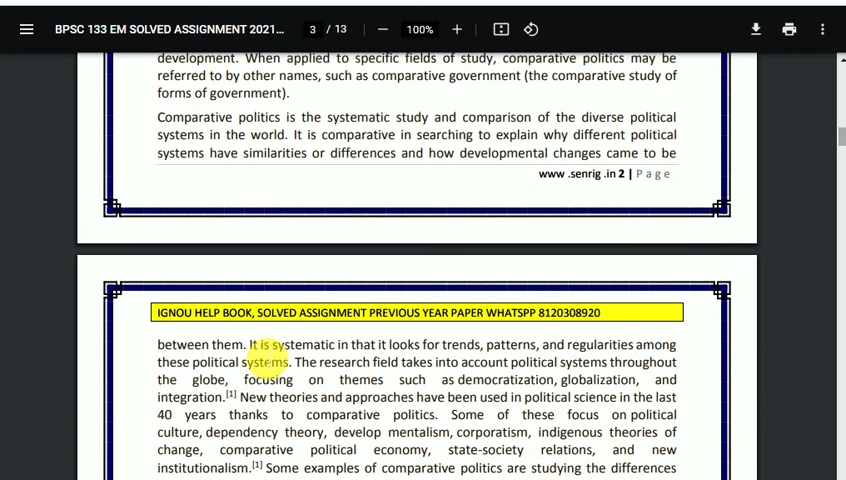 BPSC 133 EM SOLVED ASSIGNMENT 2021... 3 / 13 100%
development. When applied to specific fields of study, comparative politics may be
referred to by other names, such as comparative government (the comparative study of
forms of government).
Comparative politics is the systematic study and comparison of the diverse political
systems in the world. It is comparative in searching to explain why different political
systems have similarities or differences and how developmental changes came to be
www .senrig .in 2 | P a g e
IGNOU HELP BOOK, SOLVED ASSIGNMENT PREVIOUS YEAR PAPER WHATSPP 8120308920
between them. It is systematic in that it looks for trends, patterns, and regularities among
these political systems. The research field takes into account political systems throughout
the globe, focusing on themes such as democratization, globalization, and
integration.[1] New theories and approaches have been used in political science in the last
40 years thanks to comparative politics. Some of these focus on political
culture, dependency theory, develop mentalism, corporatism, indigenous theories of
change, comparative political economy, state-society relations, and new
institutionalism.[1] Some examples of comparative politics are studying the differences